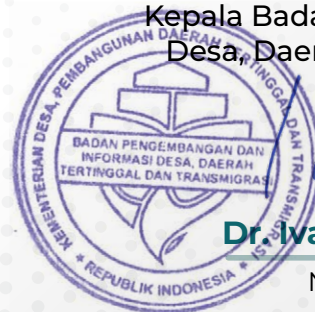 Kepala Bada
Desa, Daer
KEMENTERIAN DESA, PEMBANGUNAN DAERAH TERTINGGAL DAN TRANSMIGRASI
BADAN PENGEMBANGAN DAN
INFORMASI DESA, DAERAH
TERTINGGAL DAN TRANSMIGRASI
* REPUBLIK INDONESIA *
Dr. Iva
N